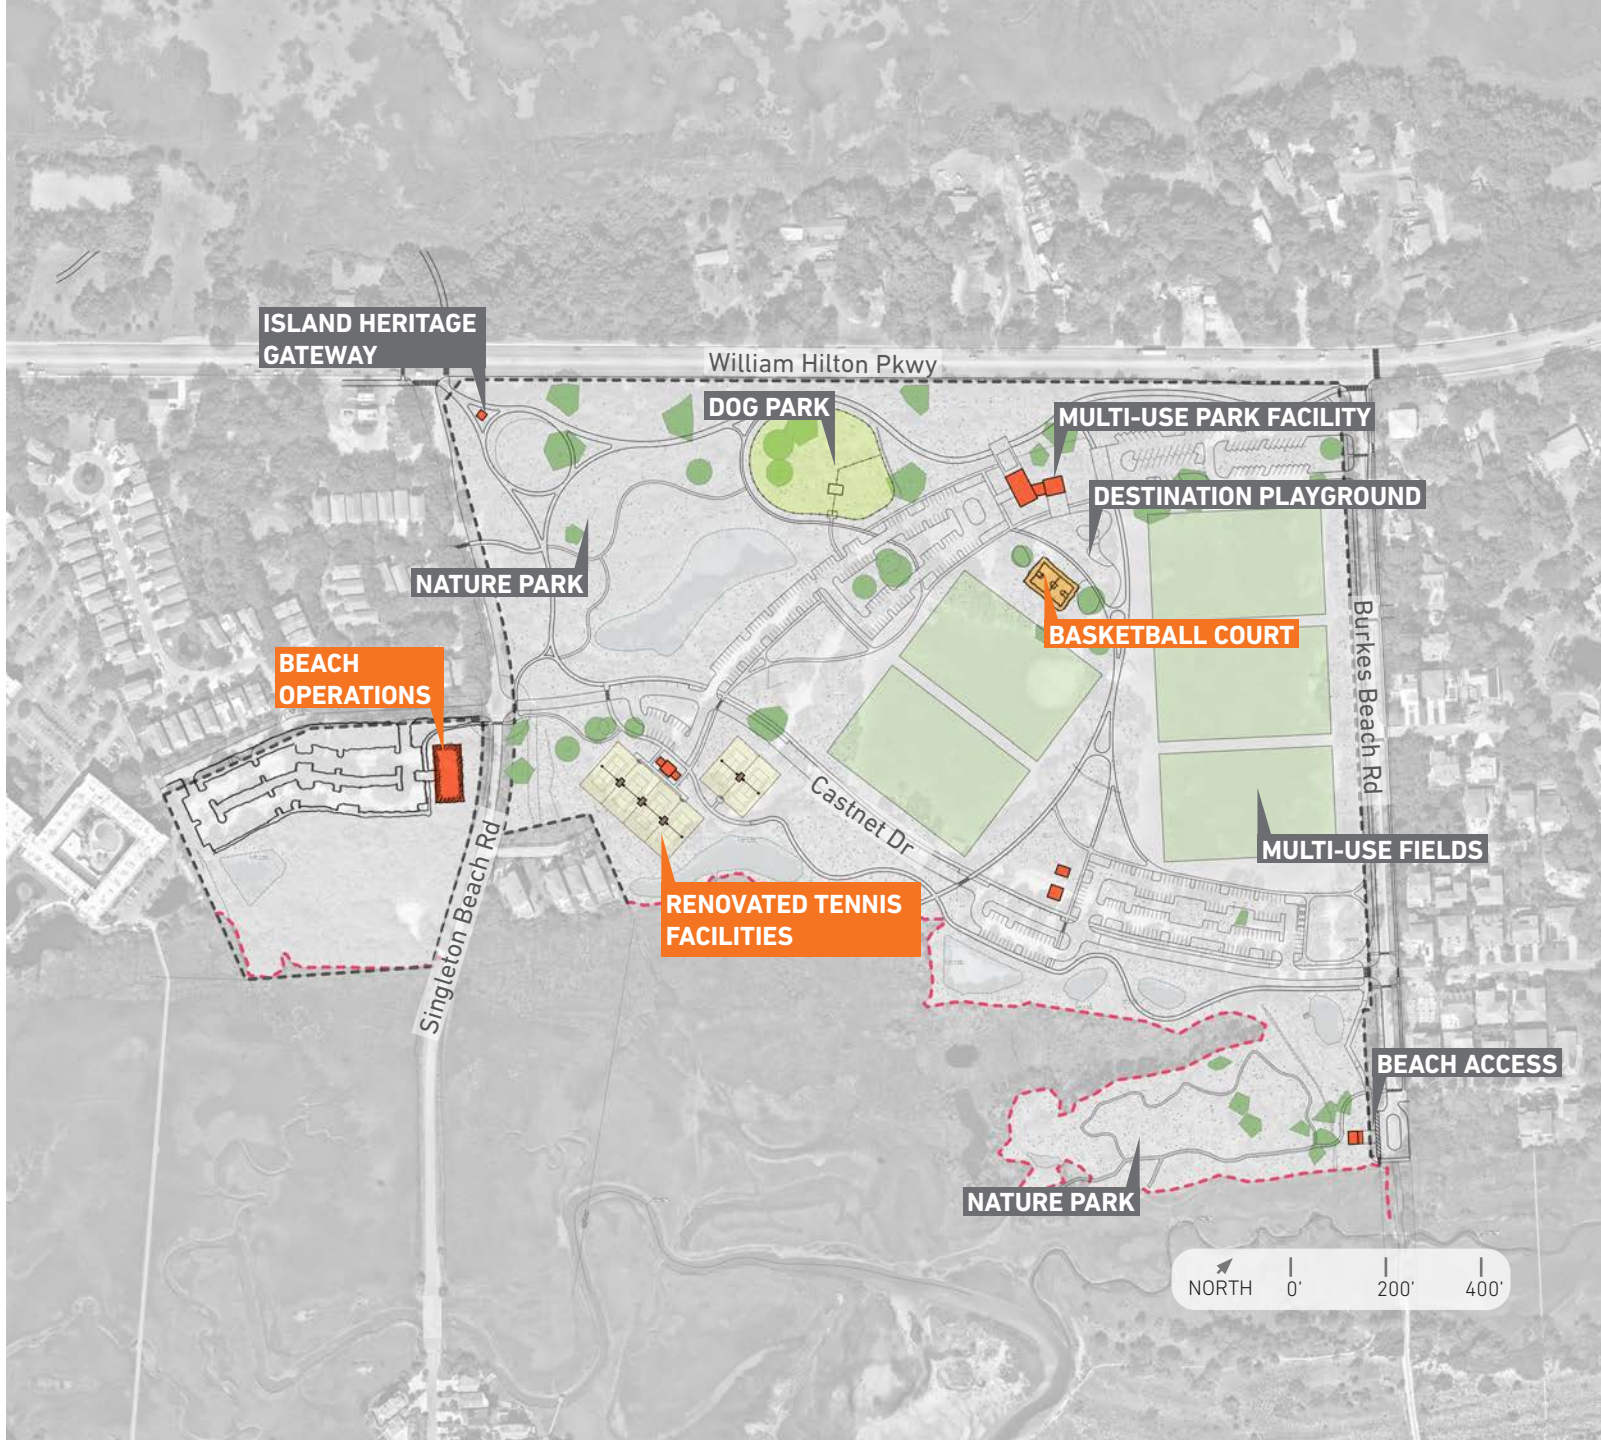 ISLAND HERITAGE
GATEWAY
William Hilton Pkwy
DOG PARK
MULTI-USE PARK FACILITY
DESTINATION PLAYGROUND
NATURE PARK
BASKETBALL COURT
BEACH
OPERATIONS
Burkes Beach Rd
Castnet Dr
MULTI-USE FIELDS
RENOVATED TENNIS
FACILITIES
Singleton Beach Rd
BEACH ACCESS
NATURE PARK
NORTH 0' 200' 400'